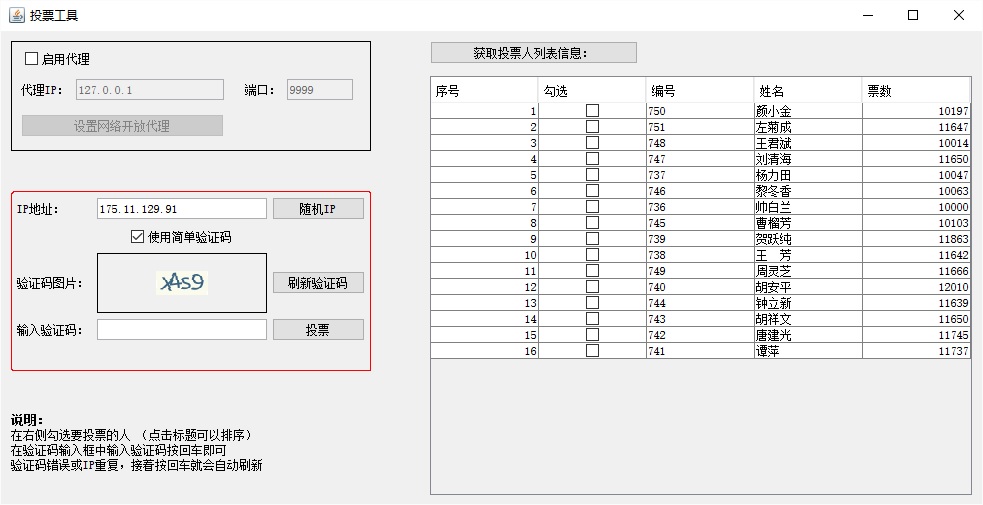 投票工具
启用代理
代理IP: 127.0.0.1 端口: 9999
设置网络开放代理
IP地址: 175.11.129.91 随机IP
使用简单验证码
验证码图片: xAs9 刷新验证码
输入验证码: 投票
说明:
在右侧勾选要投票的人 (点击标题可以排序)
在验证码输入框中输入验证码按回车即可
验证码错误或IP重复，接着按回车就会自动刷新
获取投票人列表信息:
序号 勾选 编号 姓名 票数
1 750 颜小金 10197
2 751 左菊成 11647
3 748 王君斌 10014
4 747 刘清海 11650
5 737 杨力田 10047
6 746 黎冬香 10063
7 736 帅白兰 10000
8 745 曹榴芳 10103
9 739 贺跃纯 11863
10 738 王　芳 11642
11 749 周灵芝 11666
12 740 胡安平 12010
13 744 钟立新 11639
14 743 胡祥文 11650
15 742 唐建光 11745
16 741 谭萍 11737